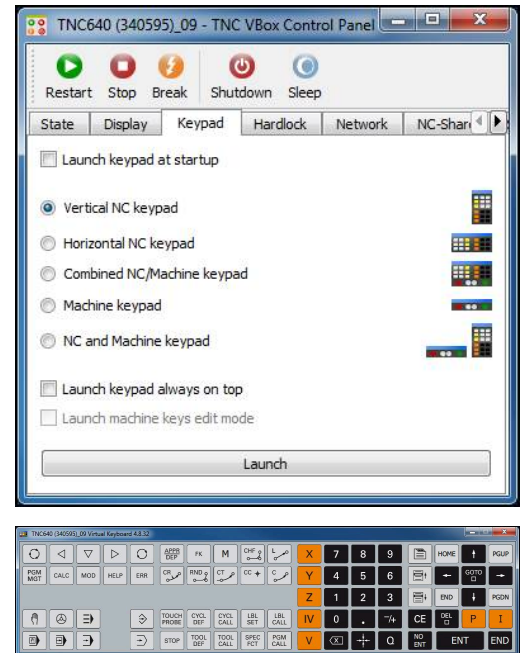 TNC640 (340595)_09 - TNC VBox Control Panel
Restart Stop Break Shutdown Sleep
State Display Keypad Hardlock Network NC-Shar
Launch keypad at startup
Vertical NC keypad
Horizontal NC keypad
Combined NC/Machine keypad
Machine keypad
NC and Machine keypad
Launch keypad always on top
Launch machine keys edit mode
Launch
TNC640 (340595)_09 Virtual Keyboard 4.8.32
APPR DEP FK M CHF L X 7 8 9 HOME PGUP
PGM MGT CALC MOD HELP ERR CR RND CT CC C Y 4 5 6 GOTO
Z 1 2 3 END PGDN
TOUCH PROBE CYCL DEF CYCL CALL LBL SET LBL CALL IV 0 . -/+ CE DEL P I
STOP TOOL DEF TOOL CALL SPEC FCT PGM CALL V Q NO ENT ENT END